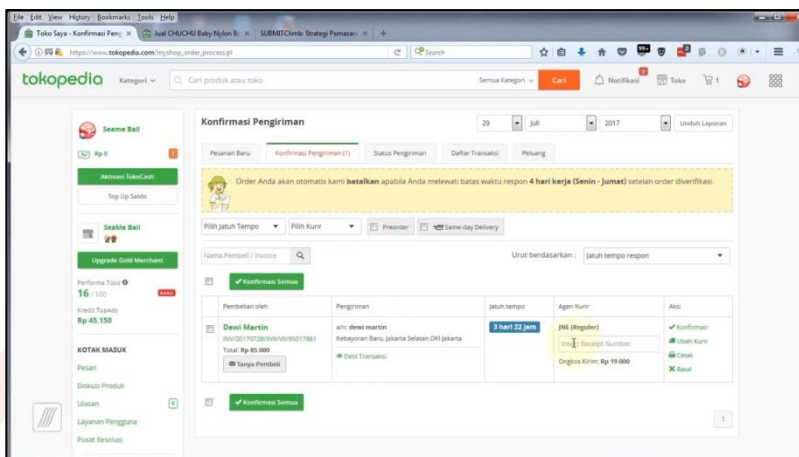 File Edit View History Bookmarks Tools Help
Toko Saya - Konfirmasi Peng
Jual CHUCHU Baby Nylon B
SUBMITClimb: Strategi Pemasar
https://www.tokopedia.com/myshop_order_process.pl
Search
tokopedia
Kategori
Cari produk atau toko
Semua Kategori
Cari
Notifikasi
Toko
1
Seame Bali
Rp 0
Aktivasi TokoCash
Top Up Saldo
SeaMe Bali
Upgrade Gold Merchant
Performa Toko
16 / 100
Kredit TopAds
Rp 45.150
KOTAK MASUK
Pesan
Diskusi Produk
Ulasan
6
Layanan Pengguna
Pusat Resolusi
Konfirmasi Pengiriman
29
Juli
2017
Unduh Laporan
Pesanan Baru
Konfirmasi Pengiriman (1)
Status Pengiriman
Daftar Transaksi
Peluang
Order Anda akan otomatis kami batalkan apabila Anda melewati batas waktu respon 4 hari kerja (Senin - Jumat) setelah order diverifikasi.
Pilih Jatuh Tempo
Pilih Kurir
Preorder
Same-day Delivery
Nama Pembeli / Invoice
Urut berdasarkan :
Jatuh tempo respon
Konfirmasi Semua
Pembelian oleh
Pengiriman
Jatuh tempo
Agen Kurir
Aksi
Dewi Martin
INV/20170728/XVII/VII/95017861
Total: Rp 85.000
Tanya Pembeli
a/n: dewi martin
Kebayoran Baru, Jakarta Selatan DKI Jakarta
Detil Transaksi
3 hari 22 jam
JNE (Reguler)
Insert Receipt Number
Ongkos Kirim: Rp 19.000
Konfirmasi
Ubah Kurir
Cetak
Batal
Konfirmasi Semua
1